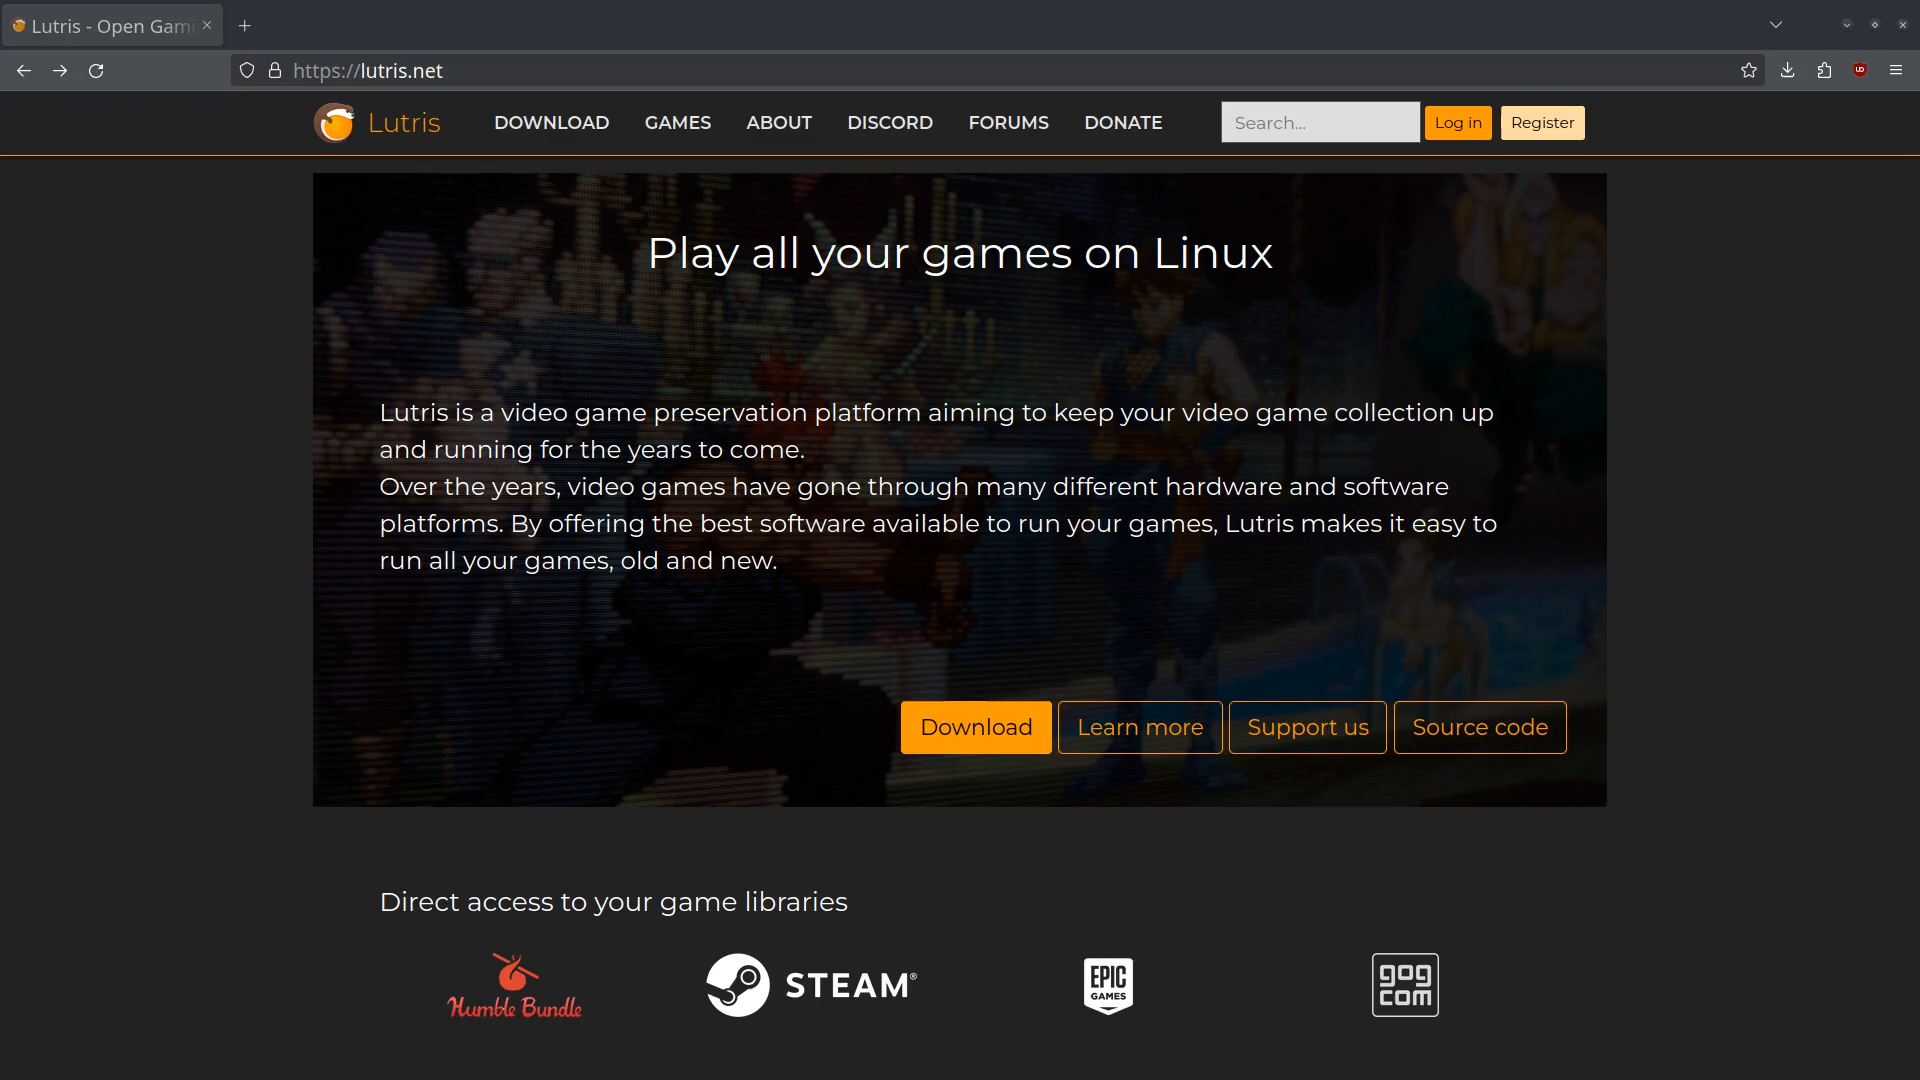 Lutris - Open Gami
https://lutris.net
Lutris DOWNLOAD GAMES ABOUT DISCORD FORUMS DONATE Search... Log in Register
Play all your games on Linux
Lutris is a video game preservation platform aiming to keep your video game collection up
and running for the years to come.
Over the years, video games have gone through many different hardware and software
platforms. By offering the best software available to run your games, Lutris makes it easy to
run all your games, old and new.
Download Learn more Support us Source code
Direct access to your game libraries
Humble Bundle
STEAM®
EPIC
GAMES
gog
com